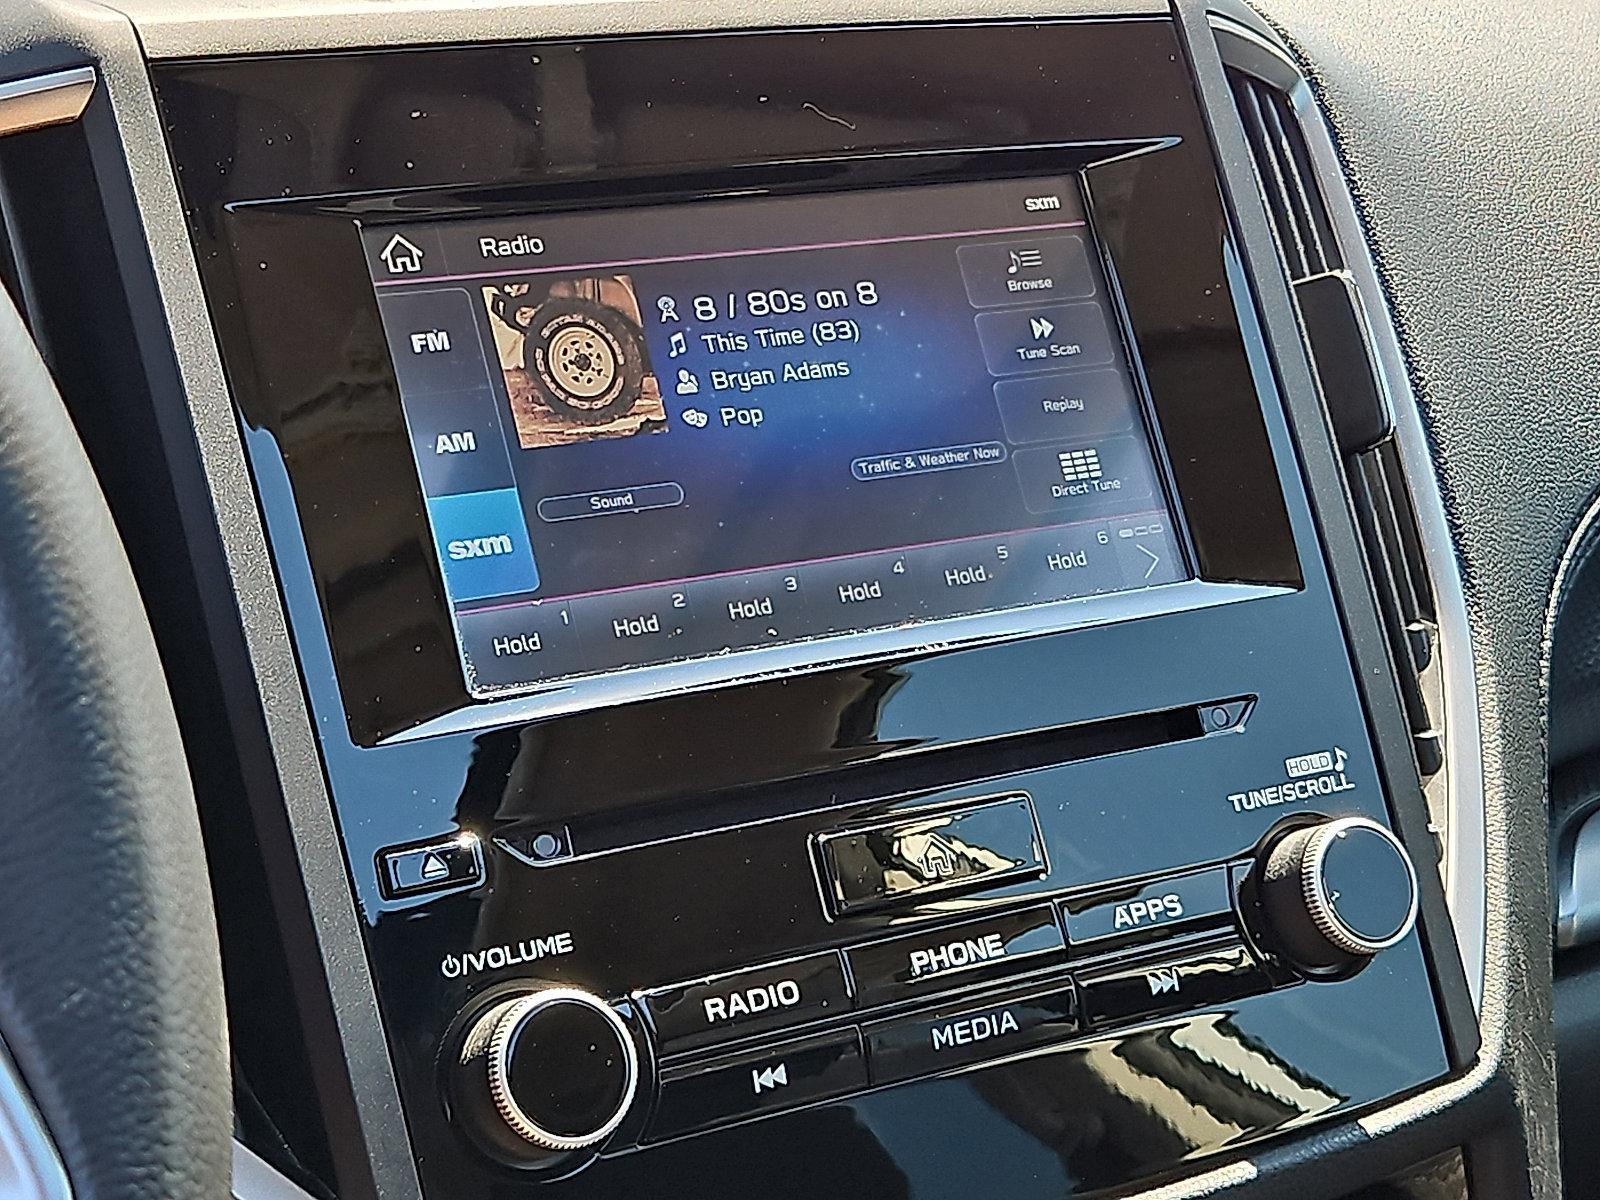 sxm
Radio
8 / 80s on 8
This Time (83)
Bryan Adams
Pop
FM
AM
sxm
Browse
Tune Scan
Replay
Direct Tune
Traffic & Weather Now
Sound
1 2 3 4 5 6
Hold Hold Hold Hold Hold Hold
HOLD
TUNE/SCROLL
/VOLUME
RADIO
PHONE
APPS
MEDIA